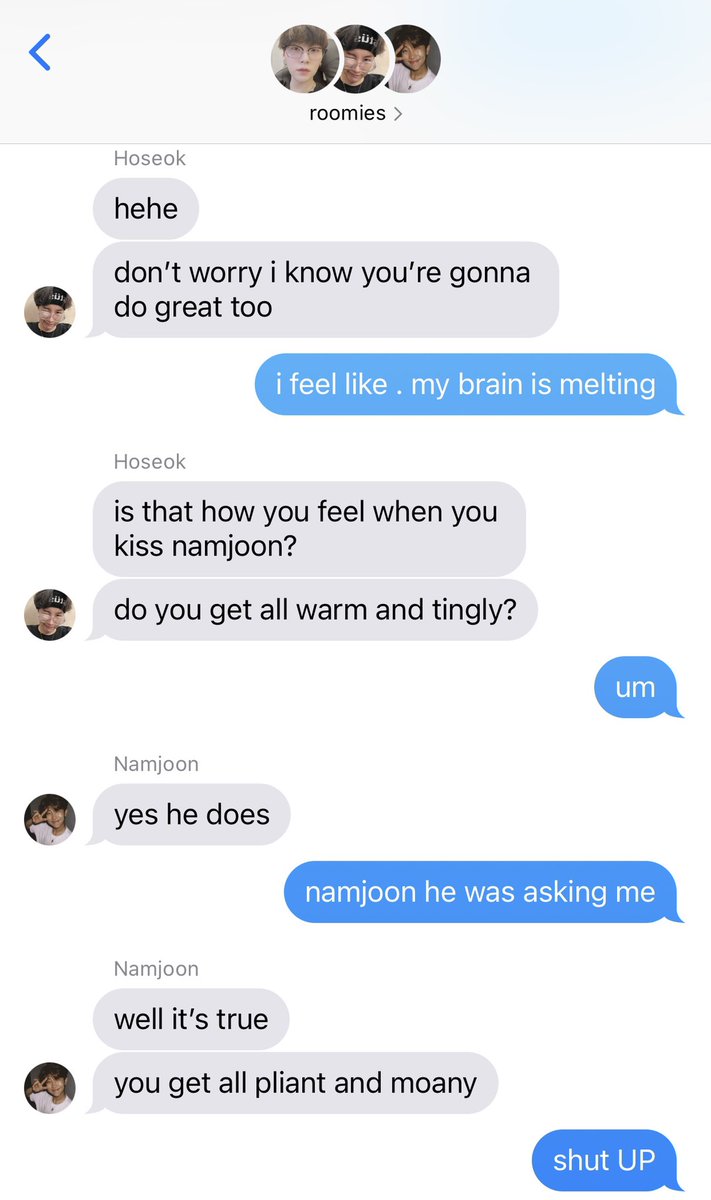 roomies
Hoseok
hehe
don't worry i know you're gonna
do great too
i feel like . my brain is melting
Hoseok
is that how you feel when you
kiss namjoon?
do you get all warm and tingly?
um
Namjoon
yes he does
namjoon he was asking me
Namjoon
well it's true
you get all pliant and moany
shut UP